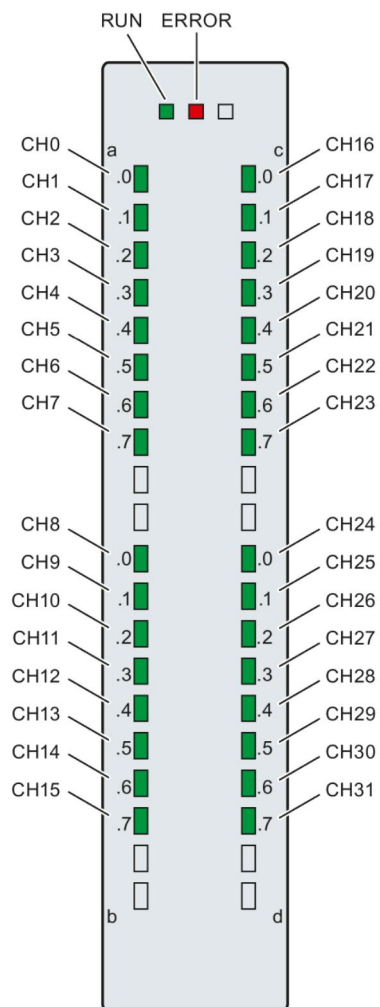 RUN ERROR
a c
CH0 .0 .0 CH16
CH1 .1 .1 CH17
CH2 .2 .2 CH18
CH3 .3 .3 CH19
CH4 .4 .4 CH20
CH5 .5 .5 CH21
CH6 .6 .6 CH22
CH7 .7 .7 CH23
CH8 .0 .0 CH24
CH9 .1 .1 CH25
CH10 .2 .2 CH26
CH11 .3 .3 CH27
CH12 .4 .4 CH28
CH13 .5 .5 CH29
CH14 .6 .6 CH30
CH15 .7 .7 CH31
b d